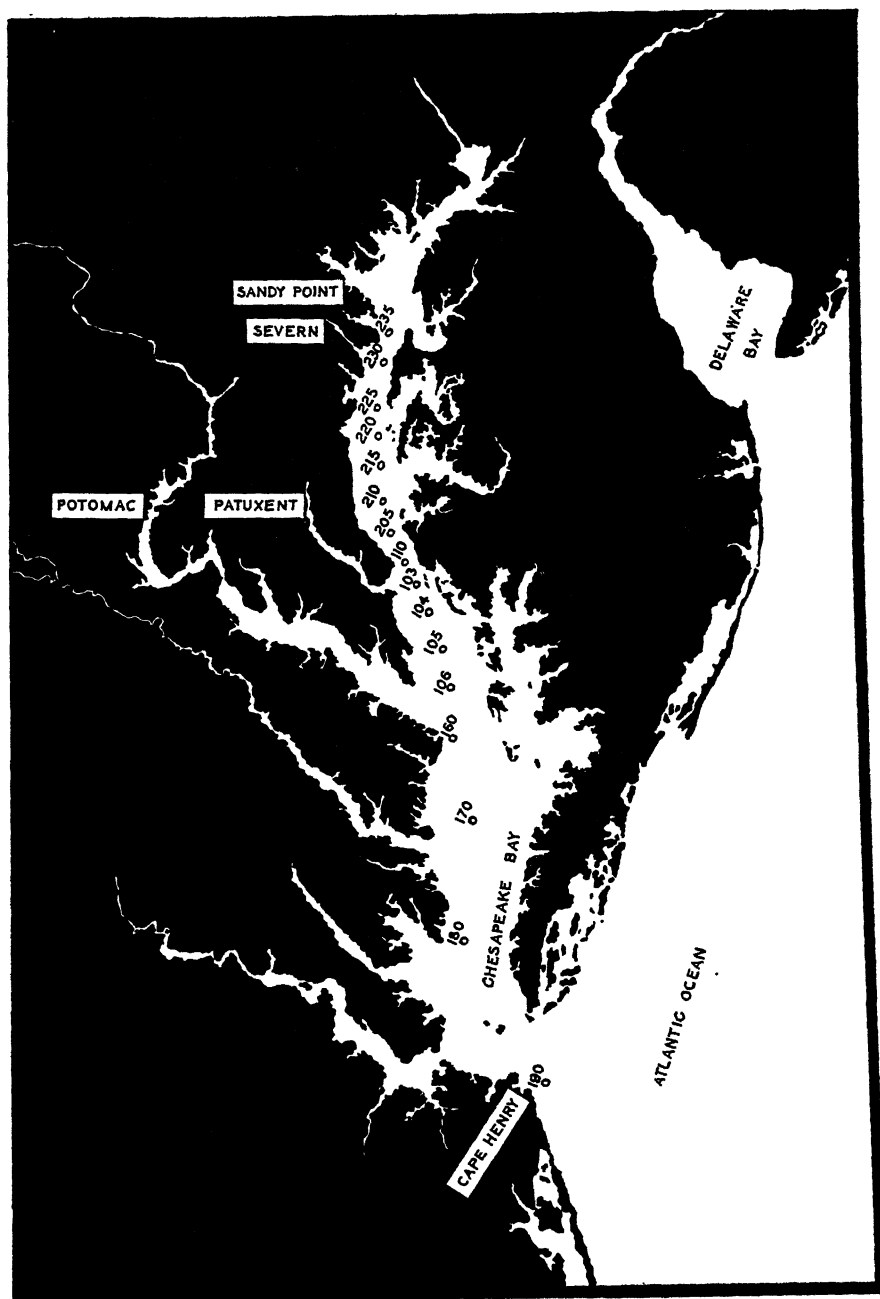 SANDY POINT
SEVERN
235
230
225
220
215
210
205
POTOMAC
PATUXENT
110
103
104
105
106
160
170
180
190
DELAWARE
BAY
CHESAPEAKE BAY
ATLANTIC OCEAN
CAPE HENRY